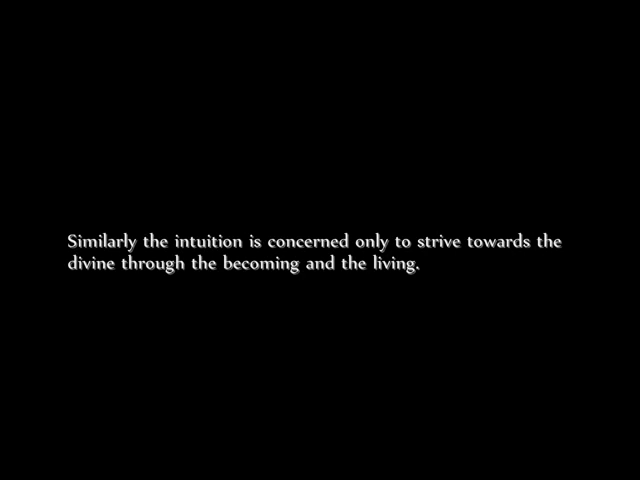 Similarly the intuition is concerned only to strive towards the
divine through the becoming and the living.